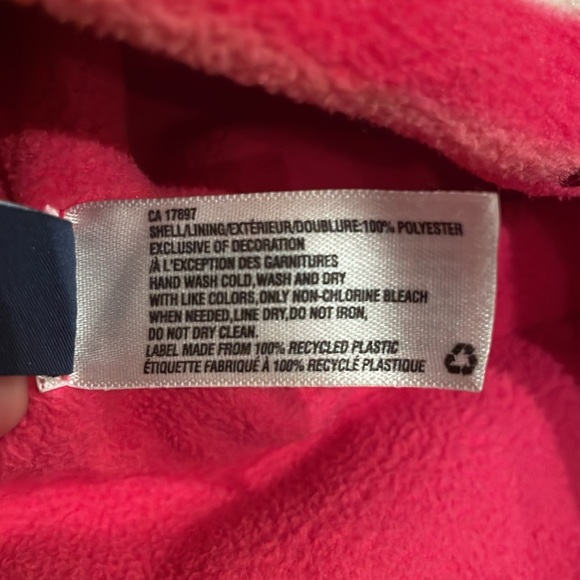 CA 17897
SHELL/LINING/EXTÉRIEUR/DOUBLURE:100% POLYESTER
EXCLUSIVE OF DECORATION
/À L'EXCEPTION DES GARNITURES
HAND WASH COLD,WASH AND DRY
WITH LIKE COLORS,ONLY NON-CHLORINE BLEACH
WHEN NEEDED,LINE DRY,DO NOT IRON,
DO NOT DRY CLEAN.
LABEL MADE FROM 100% RECYCLED PLASTIC
ÉTIQUETTE FABRIQUÉ À 100% RECYCLÉ PLASTIQUE